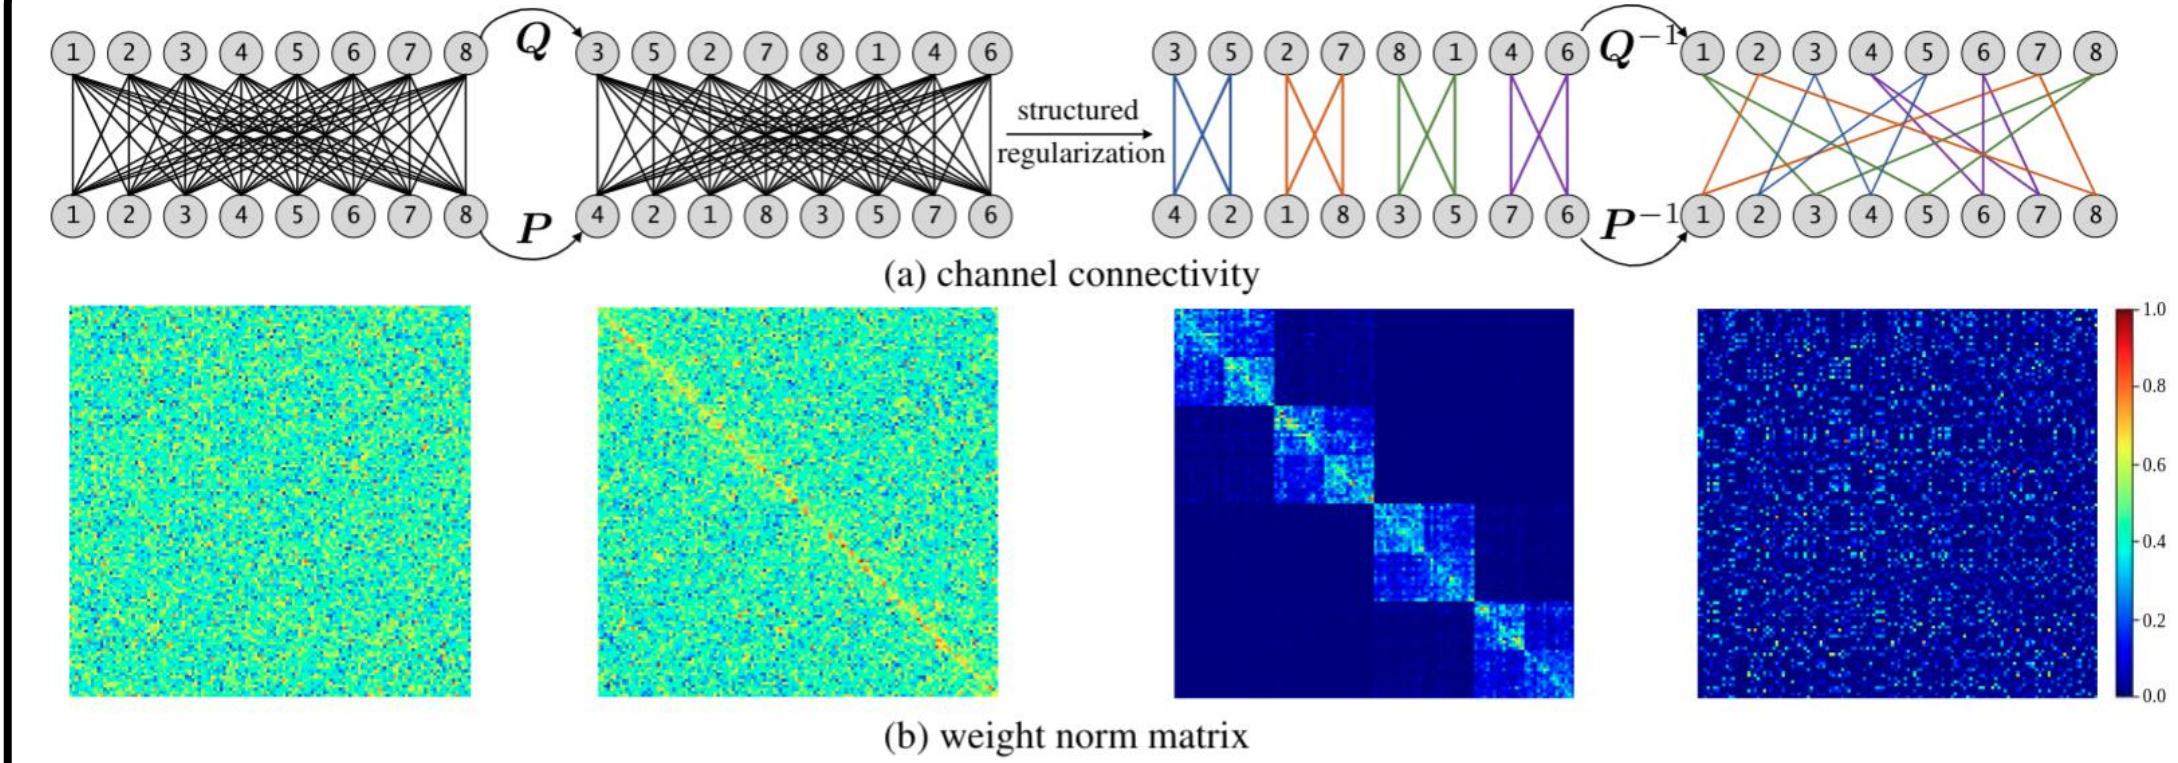 1 2 3 4 5 6 7 8 Q 3 5 2 7 8 1 4 6 3 5 2 7 8 1 4 6 Q⁻¹ 1 2 3 4 5 6 7 8
structured
regularization
1 2 3 4 5 6 7 8 P 4 2 1 8 3 5 7 6 4 2 1 8 3 5 7 6 P⁻¹ 1 2 3 4 5 6 7 8
(a) channel connectivity
1.0
0.8
0.6
0.4
0.2
0.0
(b) weight norm matrix